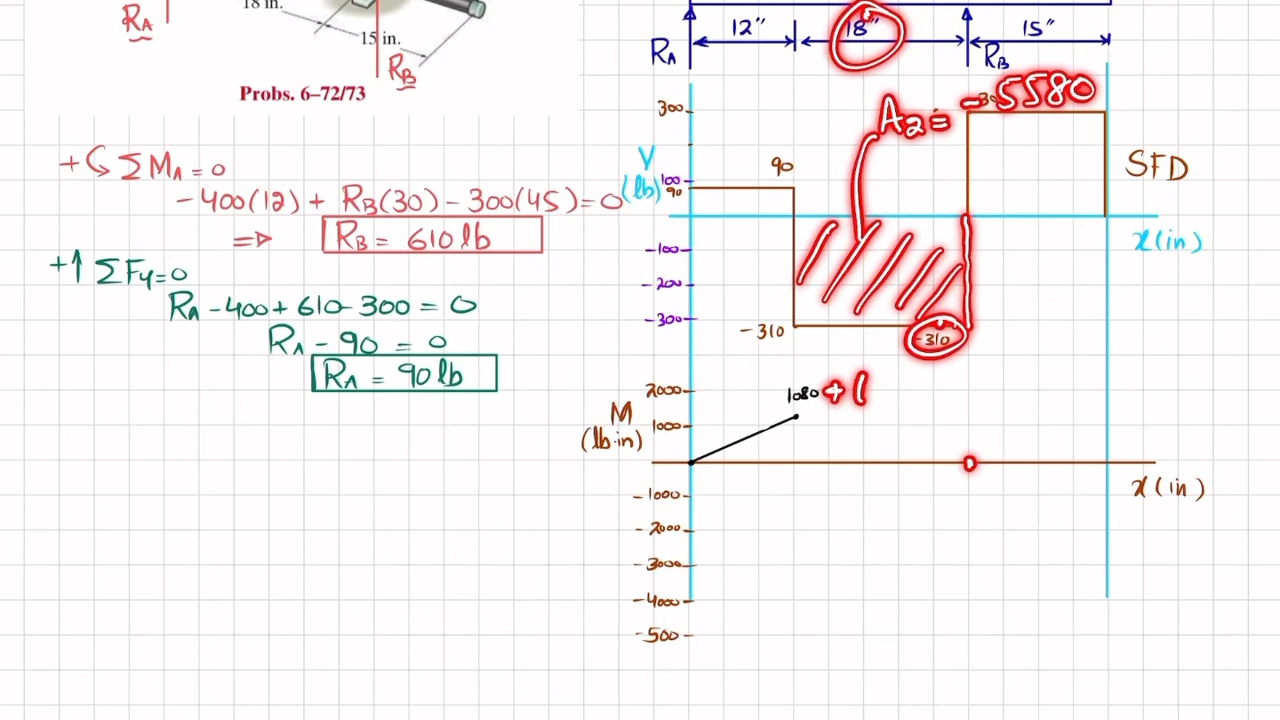 18 in.
15 in.
R_A
R_B
Probs. 6–72/73
+ ΣM_A = 0
-400(12) + R_B(30) - 300(45) = 0
⇒ R_B = 610 lb
+↑ ΣF_y = 0
R_A - 400 + 610 - 300 = 0
R_A - 90 = 0
R_A = 90 lb
12" 18" 15"
R_A R_B
A2 = -5580
300
V
(lb)
100
90
90
-100
-200
-300
-310
-310
SFD
x(in)
M
(lb·in)
2000
1000
1080 + (
-1000
-2000
-3000
-4000
-500
x(in)